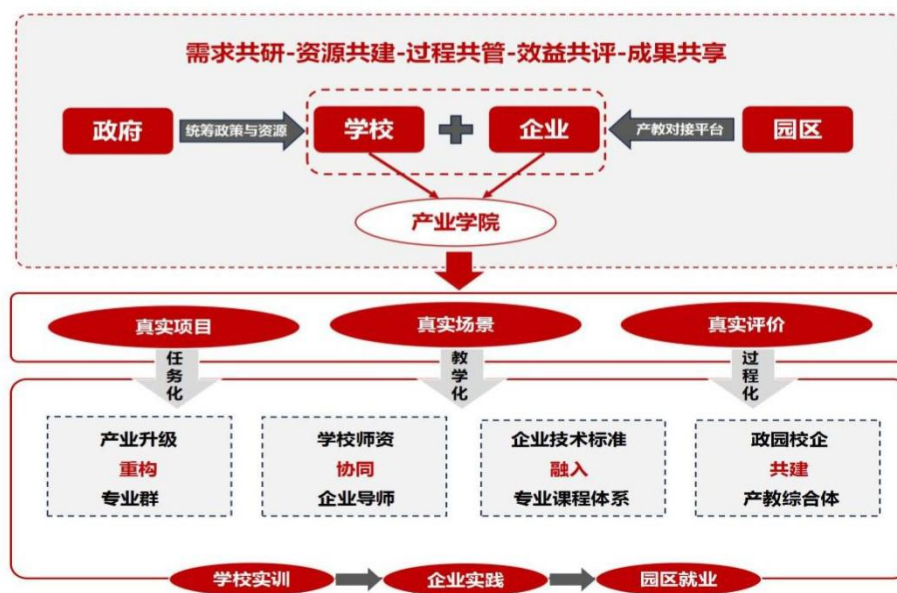 需求共研-资源共建-过程共管-效益共评-成果共享
政府
统筹政策与资源
学校
企业
产教对接平台
园区
产业学院
真实项目
真实场景
真实评价
任务化
教学化
过程化
产业升级
重构
专业群
学校师资
协同
企业导师
企业技术标准
融入
专业课程体系
政园校企
共建
产教综合体
学校实训
企业实践
园区就业